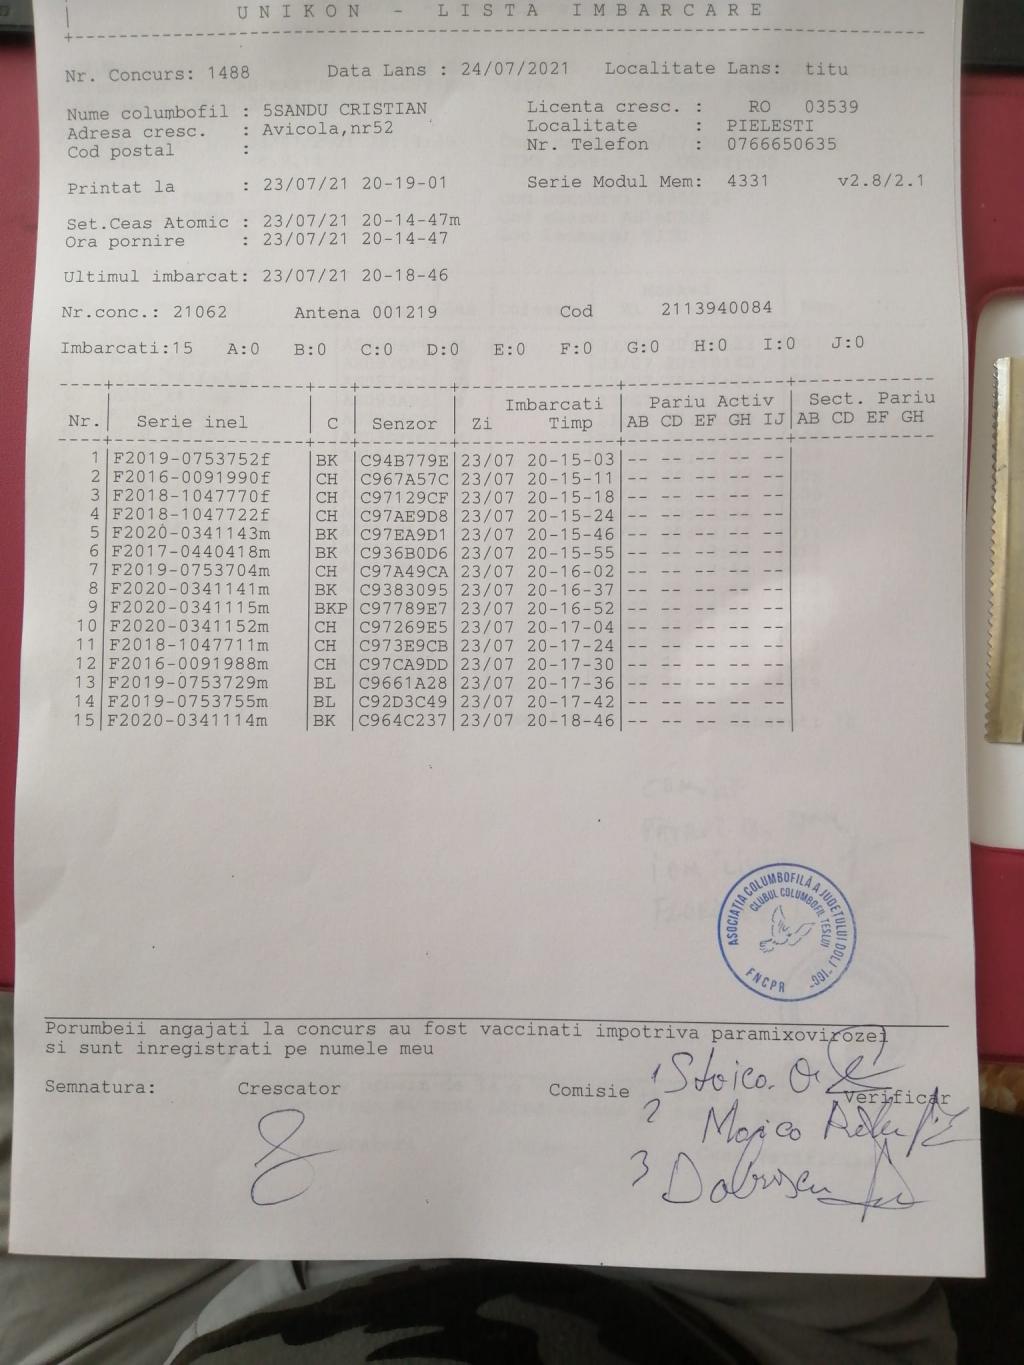 UNIKON - LISTA IMBARCARE
Nr. Concurs: 1488 Data Lans : 24/07/2021 Localitate Lans: titu
Nume columbofil : 5SANDU CRISTIAN Licenta cresc. : RO 03539
Adresa cresc. : Avicola,nr52 Localitate : PIELESTI
Cod postal : Nr. Telefon : 0766650635
Printat la : 23/07/21 20-19-01 Serie Modul Mem: 4331 v2.8/2.1
Set.Ceas Atomic : 23/07/21 20-14-47m
Ora pornire : 23/07/21 20-14-47
Ultimul imbarcat: 23/07/21 20-18-46
Nr.conc.: 21062 Antena 001219 Cod 2113940084
Imbarcati:15 A:0 B:0 C:0 D:0 E:0 F:0 G:0 H:0 I:0 J:0
Imbarcati Pariu Activ Sect. Pariu
Nr. Serie inel C Senzor Zi Timp AB CD EF GH IJ AB CD EF GH
1 F2019-0753752f BK C94B779E 23/07 20-15-03 -- -- -- -- --
2 F2016-0091990f CH C967A57C 23/07 20-15-11 -- -- -- -- --
3 F2018-1047770f CH C97129CF 23/07 20-15-18 -- -- -- -- --
4 F2018-1047722f CH C97AE9D8 23/07 20-15-24 -- -- -- -- --
5 F2020-0341143m BK C97EA9D1 23/07 20-15-46 -- -- -- -- --
6 F2017-0440418m BK C936B0D6 23/07 20-15-55 -- -- -- -- --
7 F2019-0753704m CH C97A49CA 23/07 20-16-02 -- -- -- -- --
8 F2020-0341141m BK C9383095 23/07 20-16-37 -- -- -- -- --
9 F2020-0341115m BKP C97789E7 23/07 20-16-52 -- -- -- -- --
10 F2020-0341152m CH C97269E5 23/07 20-17-04 -- -- -- -- --
11 F2018-1047711m CH C973E9CB 23/07 20-17-24 -- -- -- -- --
12 F2016-0091988m CH C97CA9DD 23/07 20-17-30 -- -- -- -- --
13 F2019-0753729m BL C9661A28 23/07 20-17-36 -- -- -- -- --
14 F2019-0753755m BL C92D3C49 23/07 20-17-42 -- -- -- -- --
15 F2020-0341114m BK C964C237 23/07 20-18-46 -- -- -- -- --
ASOCIATIA COLUMBOFILĂ A JUDETULUI DOLJ
CLUBUL COLUMBOFIL TESLUI
FNCPR
Porumbeii angajati la concurs au fost vaccinati impotriva paramixovirozei
si sunt inregistrati pe numele meu
Semnatura: Crescator Comisie Verificar
1 Stoica
2
3